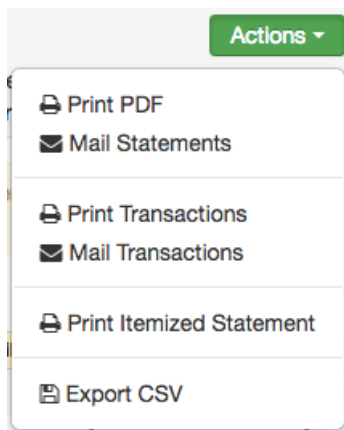 Actions
Print PDF
Mail Statements
Print Transactions
Mail Transactions
Print Itemized Statement
Export CSV